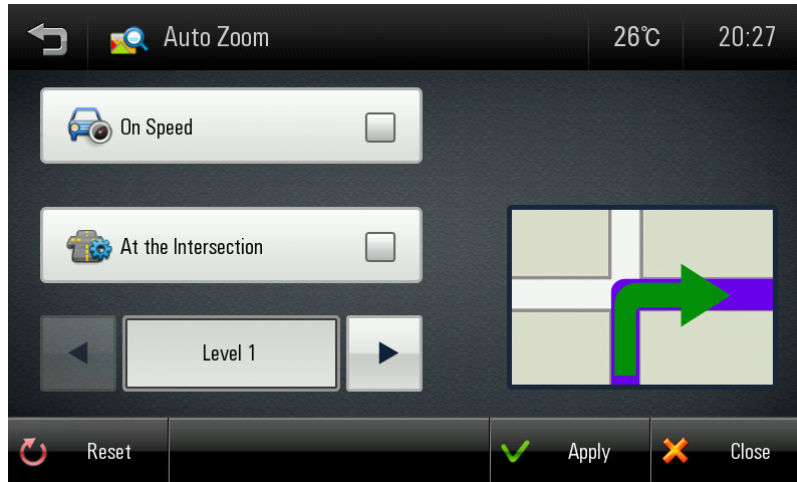 Auto Zoom
26℃
20:27
On Speed
At the Intersection
Level 1
Reset
Apply
Close